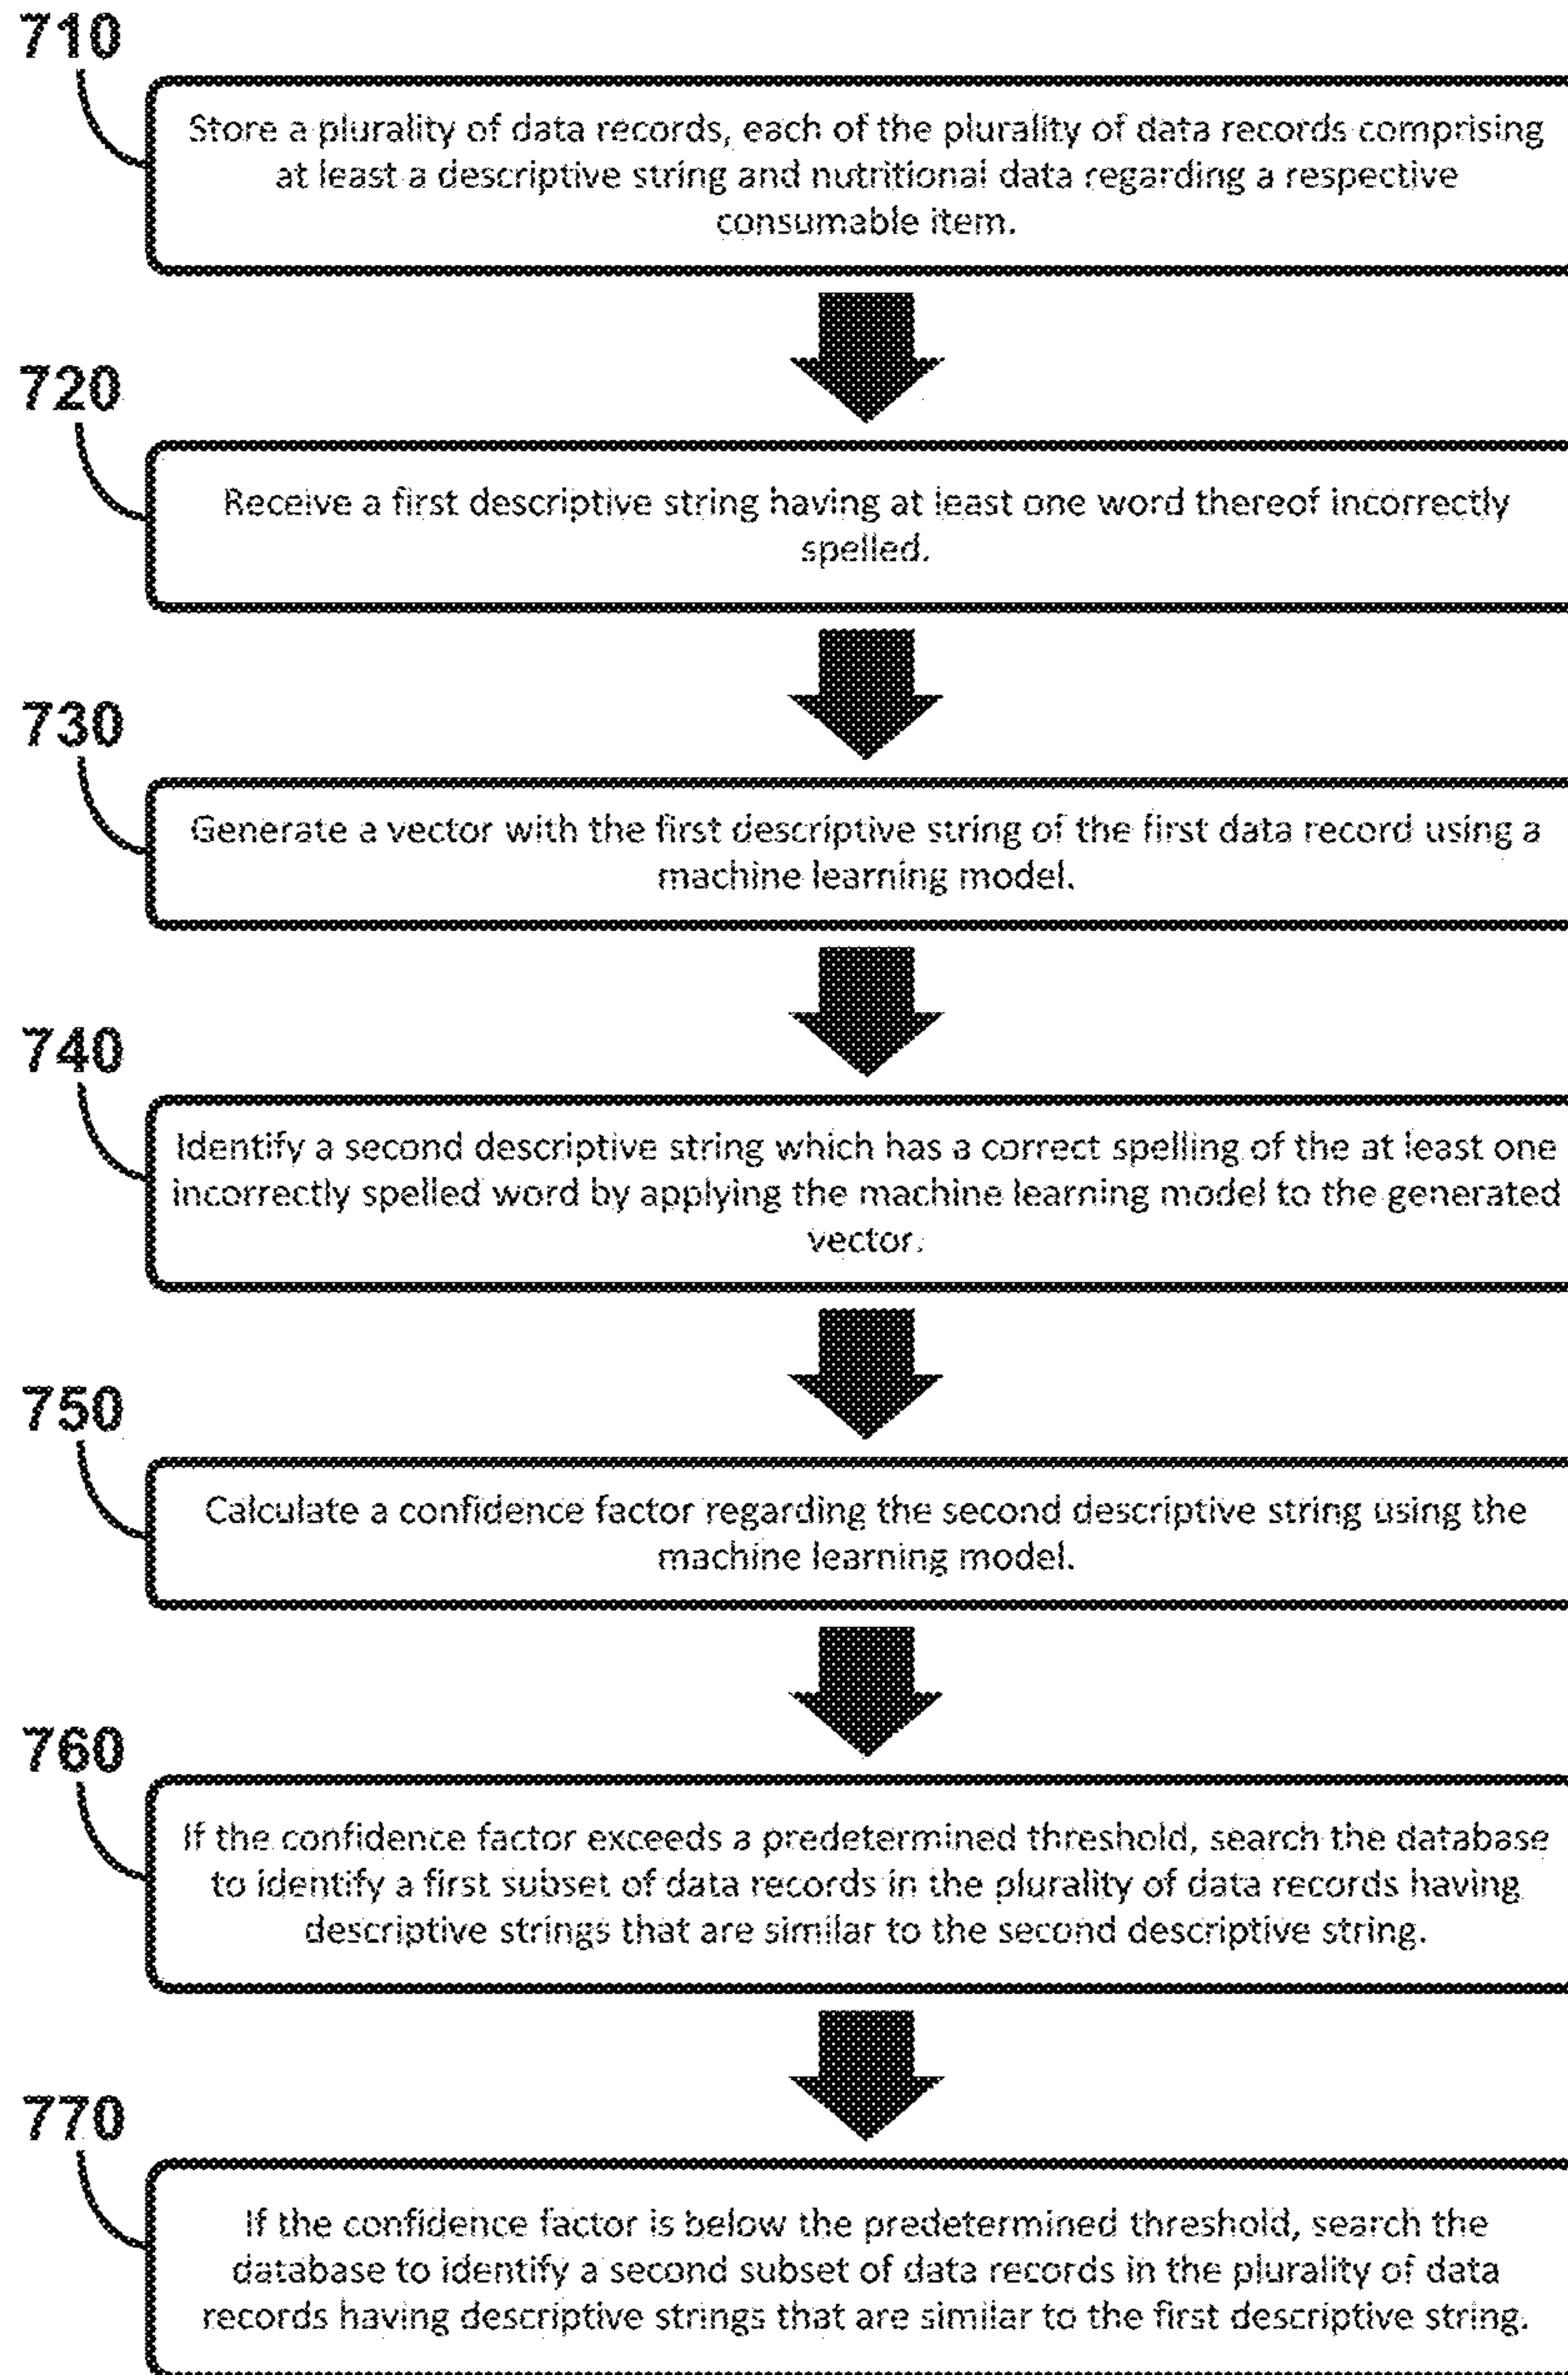 710
Store a plurality of data records, each of the plurality of data records comprising
at least a descriptive string and nutritional data regarding a respective
consumable item.
720
Receive a first descriptive string having at least one word thereof incorrectly
spelled.
730
Generate a vector with the first descriptive string of the first data record using a
machine learning model.
740
Identify a second descriptive string which has a correct spelling of the at least one
incorrectly spelled word by applying the machine learning model to the generated
vector.
750
Calculate a confidence factor regarding the second descriptive string using the
machine learning model.
760
If the confidence factor exceeds a predetermined threshold, search the database
to identify a first subset of data records in the plurality of data records having
descriptive strings that are similar to the second descriptive string.
770
If the confidence factor is below the predetermined threshold, search the
database to identify a second subset of data records in the plurality of data
records having descriptive strings that are similar to the first descriptive string.